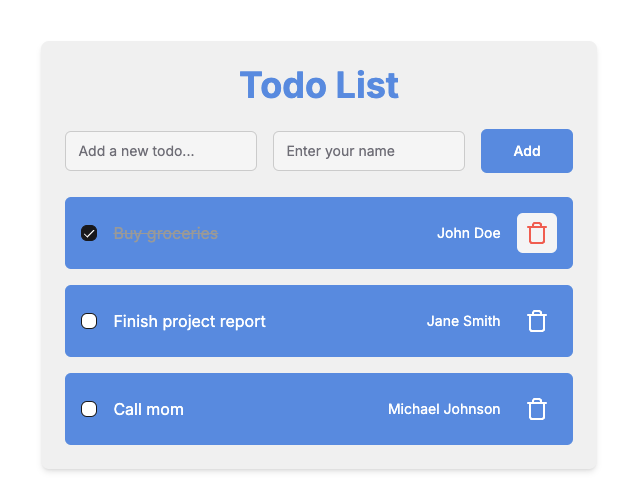 Todo List
Add a new todo... Enter your name Add
Buy groceries John Doe
Finish project report Jane Smith
Call mom Michael Johnson